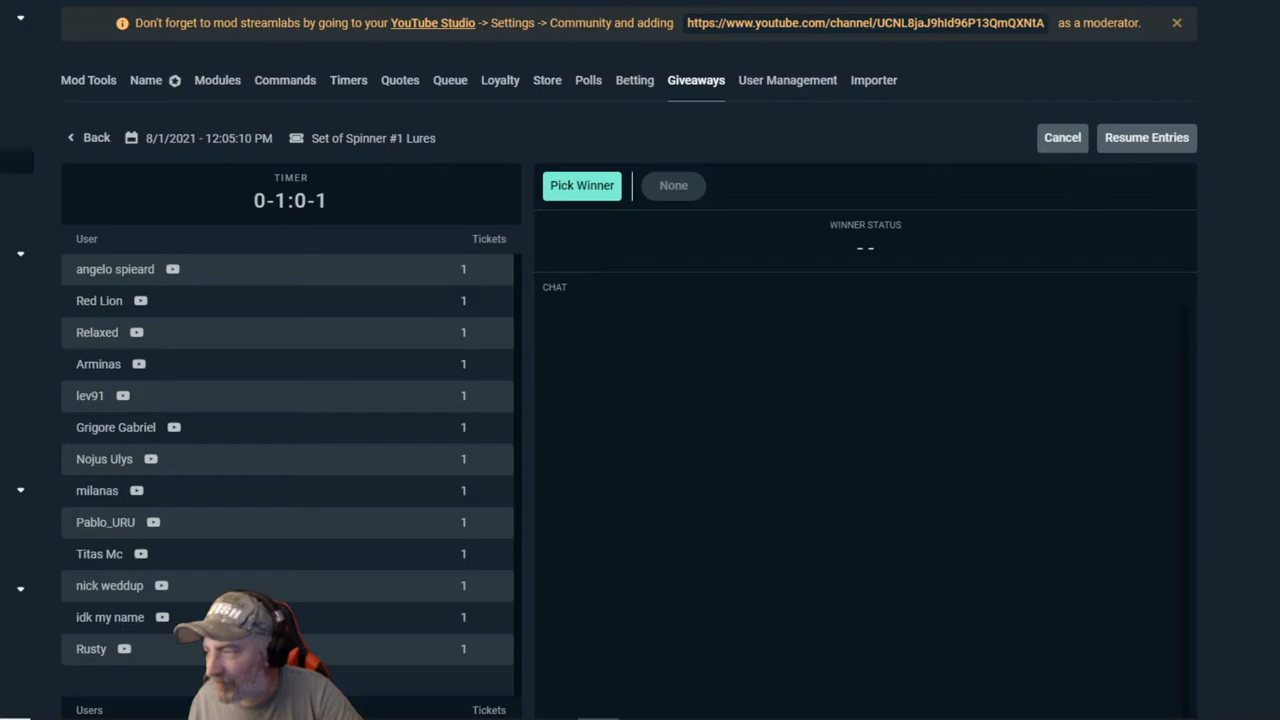 Don't forget to mod streamlabs by going to your YouTube Studio -> Settings -> Community and adding https://www.youtube.com/channel/UCNL8jaJ9hId96P13QmQXNtA as a moderator.
Mod Tools Name Modules Commands Timers Quotes Queue Loyalty Store Polls Betting Giveaways User Management Importer
Back 8/1/2021 - 12:05:10 PM Set of Spinner #1 Lures Cancel Resume Entries
TIMER
0-1:0-1
User Tickets
angelo spieard 1
Red Lion 1
Relaxed 1
Arminas 1
lev91 1
Grigore Gabriel 1
Nojus Ulys 1
milanas 1
Pablo_URU 1
Titas Mc 1
nick weddup 1
idk my name 1
Rusty 1
Users Tickets
Pick Winner None
WINNER STATUS
- -
CHAT